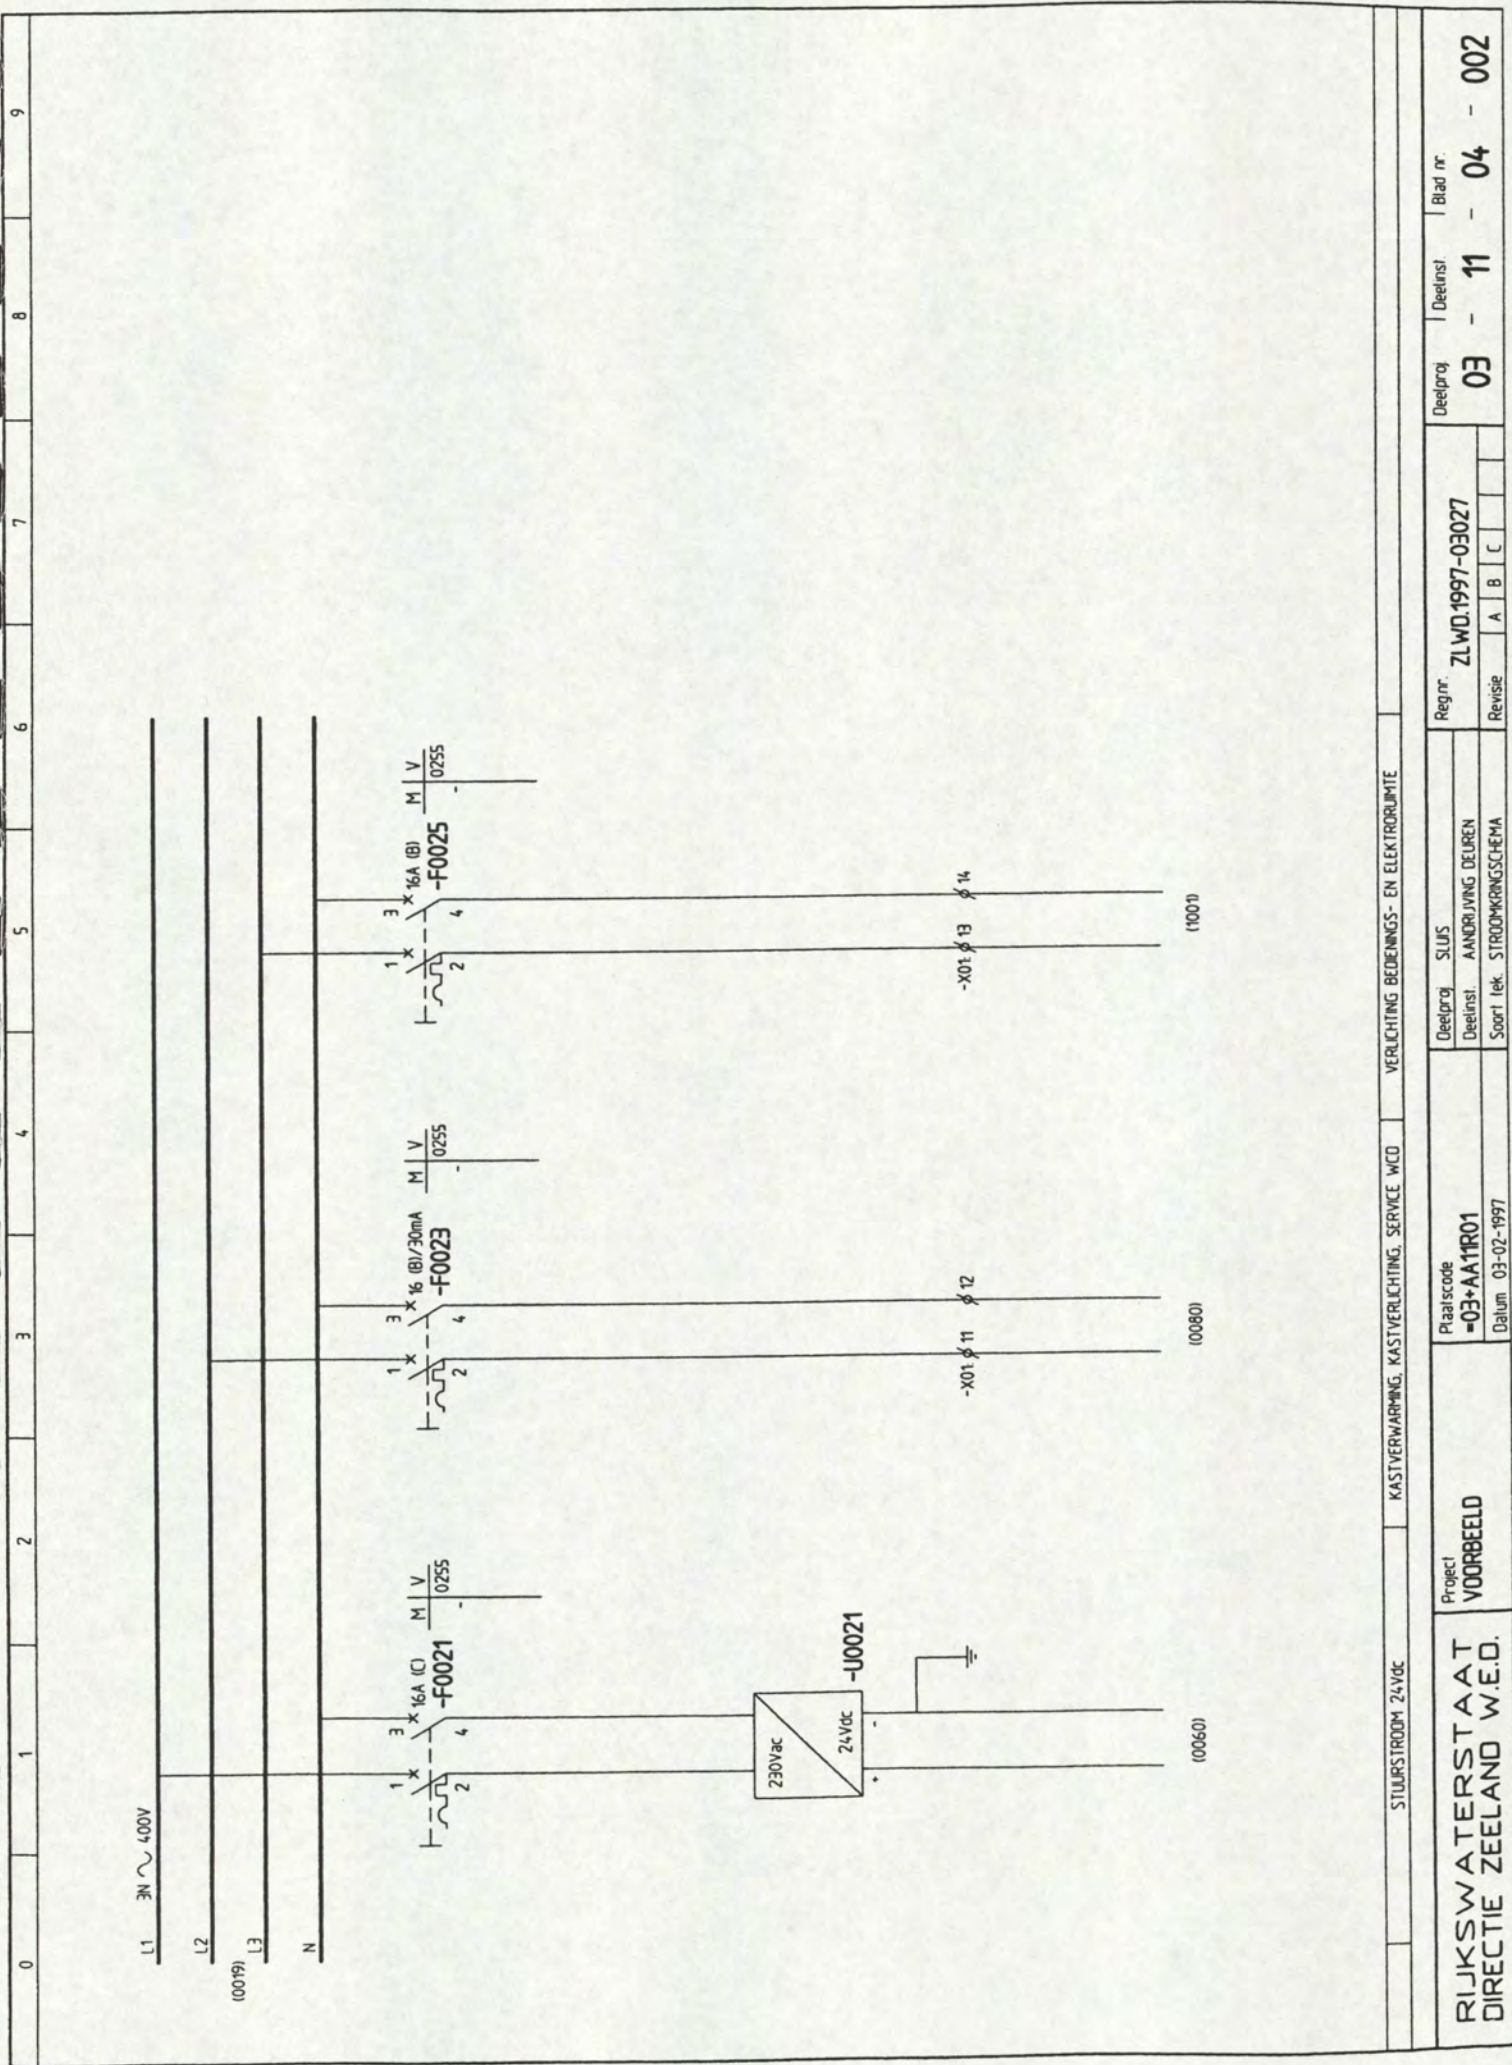 0 1 2 3 4 5 6 7 8 9
L1 3N ~ 400V
L2
(0019)
L3
N
1 3 × 16A (C)
-F0021
2 4
M V
- 0255
1 3 × 16 (B)/30mA
-F0023
2 4
M V
- 0255
1 3 × 16A (B)
-F0025
2 4
M V
- 0255
230Vac
24Vdc
-U0021
+ -
-X01: 11 12
-X01: 13 14
(0060)
(0080)
(1001)
STUURSTROOM 24Vdc
KASTVERWARMING, KASTVERLICHTING, SERVICE WCD
VERLICHTING BEDIENINGS- EN ELEKTRORUIMTE
RIJKSWATERSTAAT
DIRECTIE ZEELAND W.E.D.
Project
VOORBEELD
Plaatscode
=03+AA11R01
Datum 03-02-1997
Deelproj. SLUIS
Deelinst. AANDRIJVING DEUREN
Soort tek. STROOMKRINGSCHEMA
Reg.nr.
ZLWD.1997-03027
Revisie A B C
Deelproj. Deelinst. Blad nr.
03 - 11 - 04 - 002